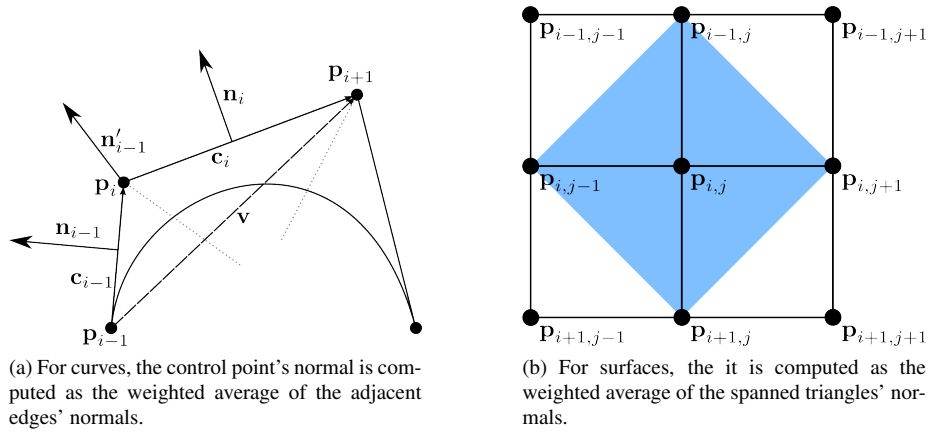 p_{i-1,j-1} p_{i-1,j} p_{i-1,j+1}
p_{i+1}
n_i
n'_{i-1}
c_i
p_i
p_{i,j-1} p_{i,j} p_{i,j+1}
v
n_{i-1}
c_{i-1}
p_{i-1}
p_{i+1,j-1} p_{i+1,j} p_{i+1,j+1}
(a) For curves, the control point's normal is com-
puted as the weighted average of the adjacent
edges' normals.
(b) For surfaces, the it is computed as the
weighted average of the spanned triangles' nor-
mals.